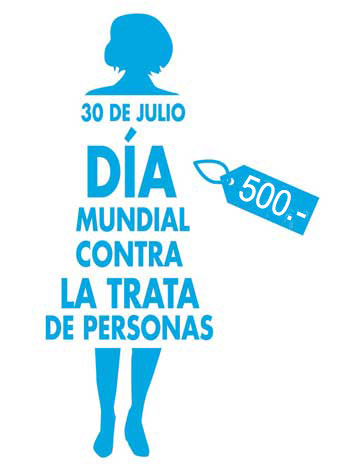 30 DE JULIO
DÍA
MUNDIAL
CONTRA
LA TRATA
DE PERSONAS
500.-